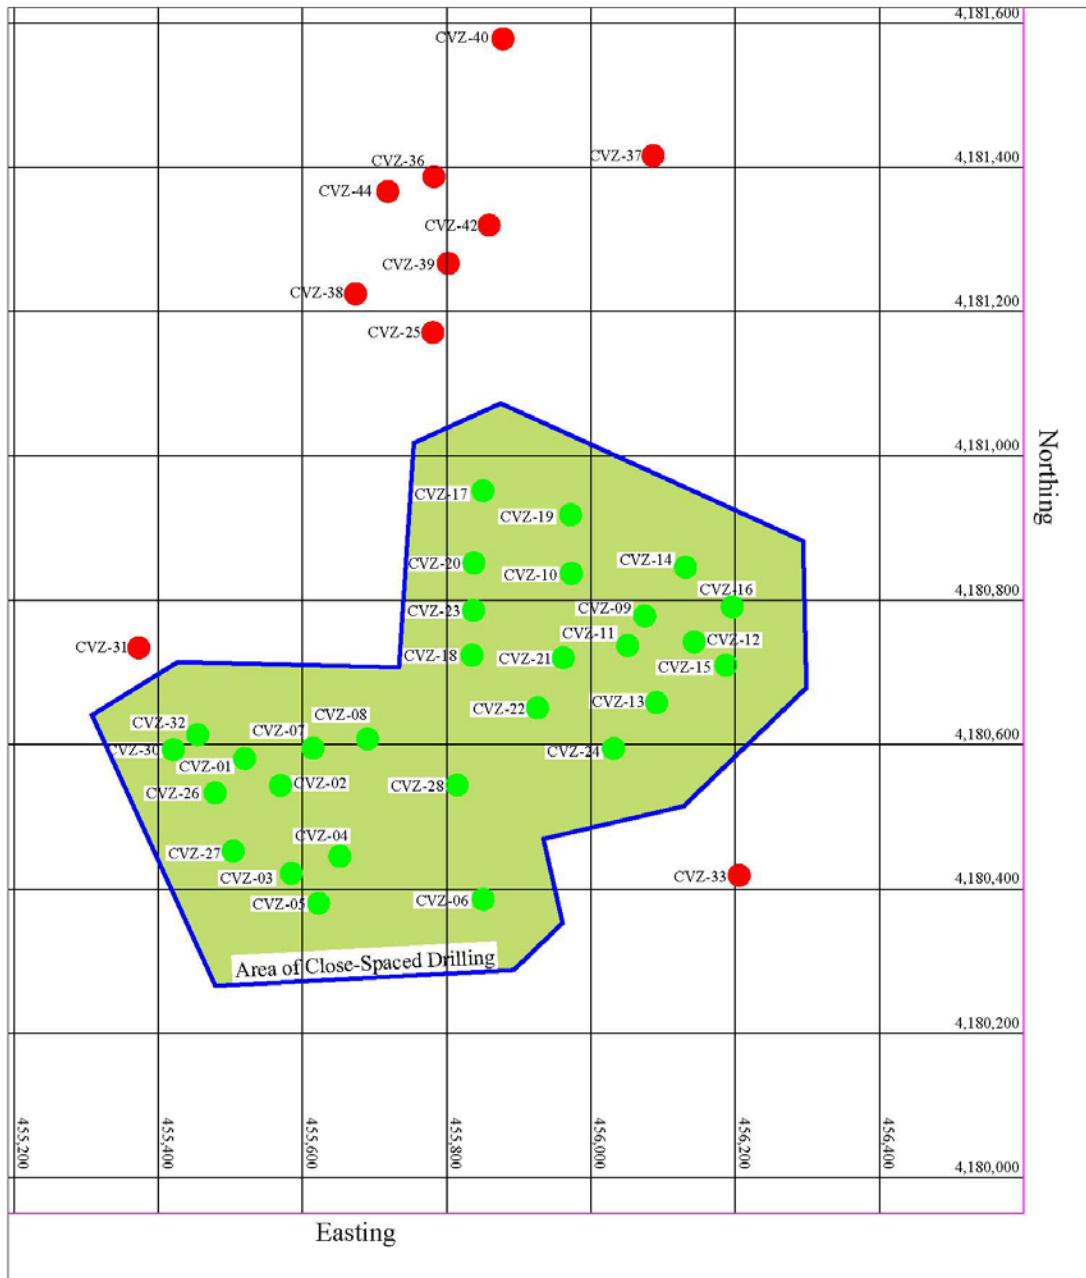 4,181,600
CVZ-40
CVZ-37
4,181,400
CVZ-36
CVZ-44
CVZ-42
CVZ-39
CVZ-38
4,181,200
CVZ-25
4,181,000
Northing
CVZ-17
CVZ-19
CVZ-20
CVZ-14
CVZ-10
CVZ-16
4,180,800
CVZ-23
CVZ-09
CVZ-11
CVZ-12
CVZ-31
CVZ-18
CVZ-21
CVZ-15
CVZ-22
CVZ-13
CVZ-08
CVZ-32
CVZ-07
4,180,600
CVZ-30
CVZ-24
CVZ-01
CVZ-02
CVZ-28
CVZ-26
CVZ-04
CVZ-27
CVZ-03
CVZ-33
4,180,400
CVZ-05
CVZ-06
Area of Close-Spaced Drilling
4,180,200
455,200
455,400
455,600
455,800
456,000
456,200
456,400
4,180,000
Easting